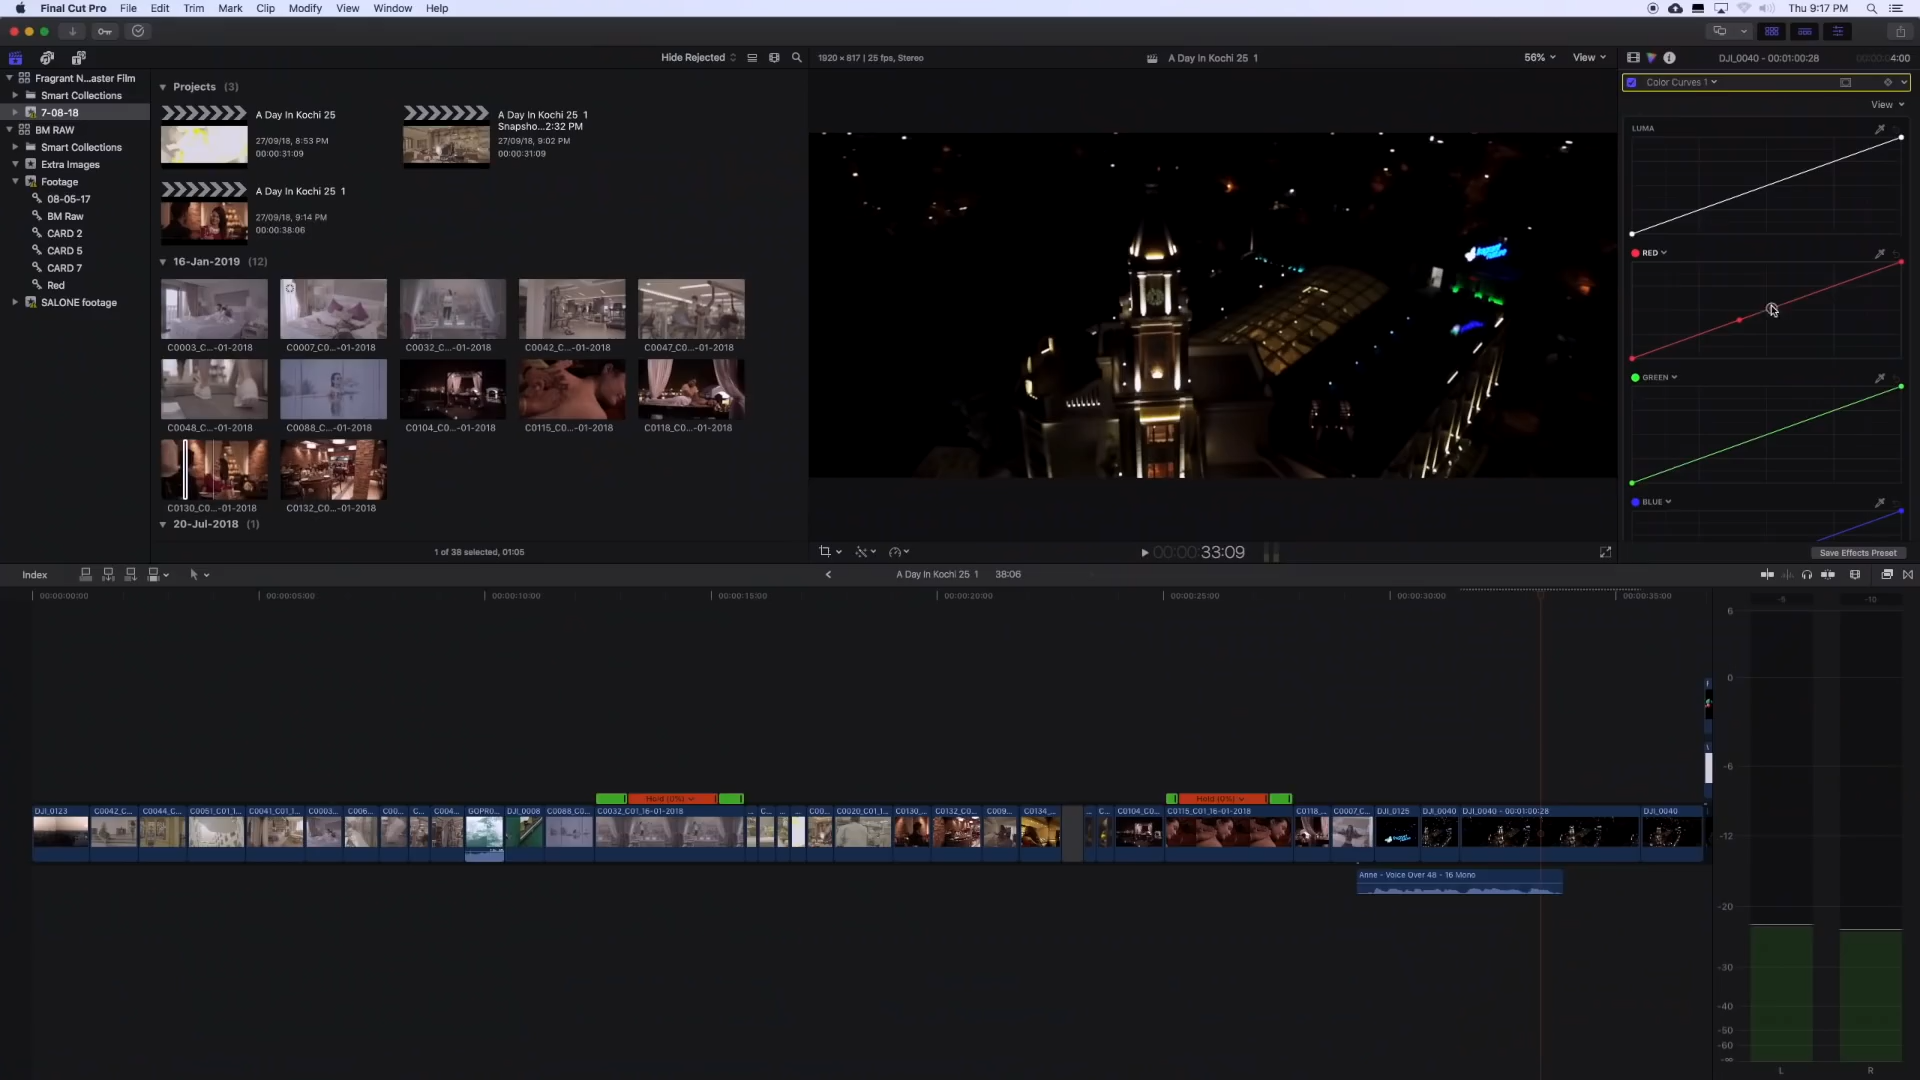 Final Cut Pro File Edit Trim Mark Clip Modify View Window Help
Thu 9:17 PM
Hide Rejected
1920 × 817 | 25 fps, Stereo
A Day In Kochi 25 1
56%
View
DJI_0040 - 00:01:00:28
4:00
Fragrant N...aster Film
Smart Collections
7-08-18
BM RAW
Smart Collections
Extra Images
Footage
08-05-17
BM Raw
CARD 2
CARD 5
CARD 7
Red
SALONE footage
Projects (3)
A Day In Kochi 25
27/09/18, 8:53 PM
00:00:31:09
A Day In Kochi 25 1
Snapsho...2:32 PM
27/09/18, 9:02 PM
00:00:31:09
A Day In Kochi 25 1
27/09/18, 9:14 PM
00:00:38:06
16-Jan-2019 (12)
C0003_C...-01-2018
C0007_C0...-01-2018
C0032_C...-01-2018
C0042_C0...-01-2018
C0047_C0...-01-2018
C0048_C...-01-2018
C0088_C...-01-2018
C0104_C0...-01-2018
C0115_C0...-01-2018
C0118_C0...-01-2018
C0130_C0...-01-2018
C0132_C0...-01-2018
20-Jul-2018 (1)
1 of 38 selected, 01:05
00:00:33:09
Color Curves 1
View
LUMA
RED
GREEN
BLUE
Save Effects Preset
Index
A Day In Kochi 25 1
38:06
00:00:00:00
00:00:05:00
00:00:10:00
00:00:15:00
00:00:20:00
00:00:25:00
00:00:30:00
00:00:35:00
Hold (0%)
Hold (0%)
DJI_0123
C0042_C...
C0044_C...
C0051_C01_1...
C0041_C01_1...
C0003...
C006...
C00...
C...
C004...
GOPRO...
DJI_0008
C0088_C0...
C0032_C01_16-01-2018
C...
C00...
C0020_C01_1...
C0130...
C0132_C0...
C009...
C0134_...
C...
C0104_C0...
C0115_C01_16-01-2018
C0118_...
C0007_C...
DJI_0125
DJI_0040
DJI_0040 - 00:01:00:28
DJI_0040
Anne - Voice Over 48 - 16 Mono
-6
-10
6
0
-6
-12
-20
-30
-40
-50
-60
-∞
L
R